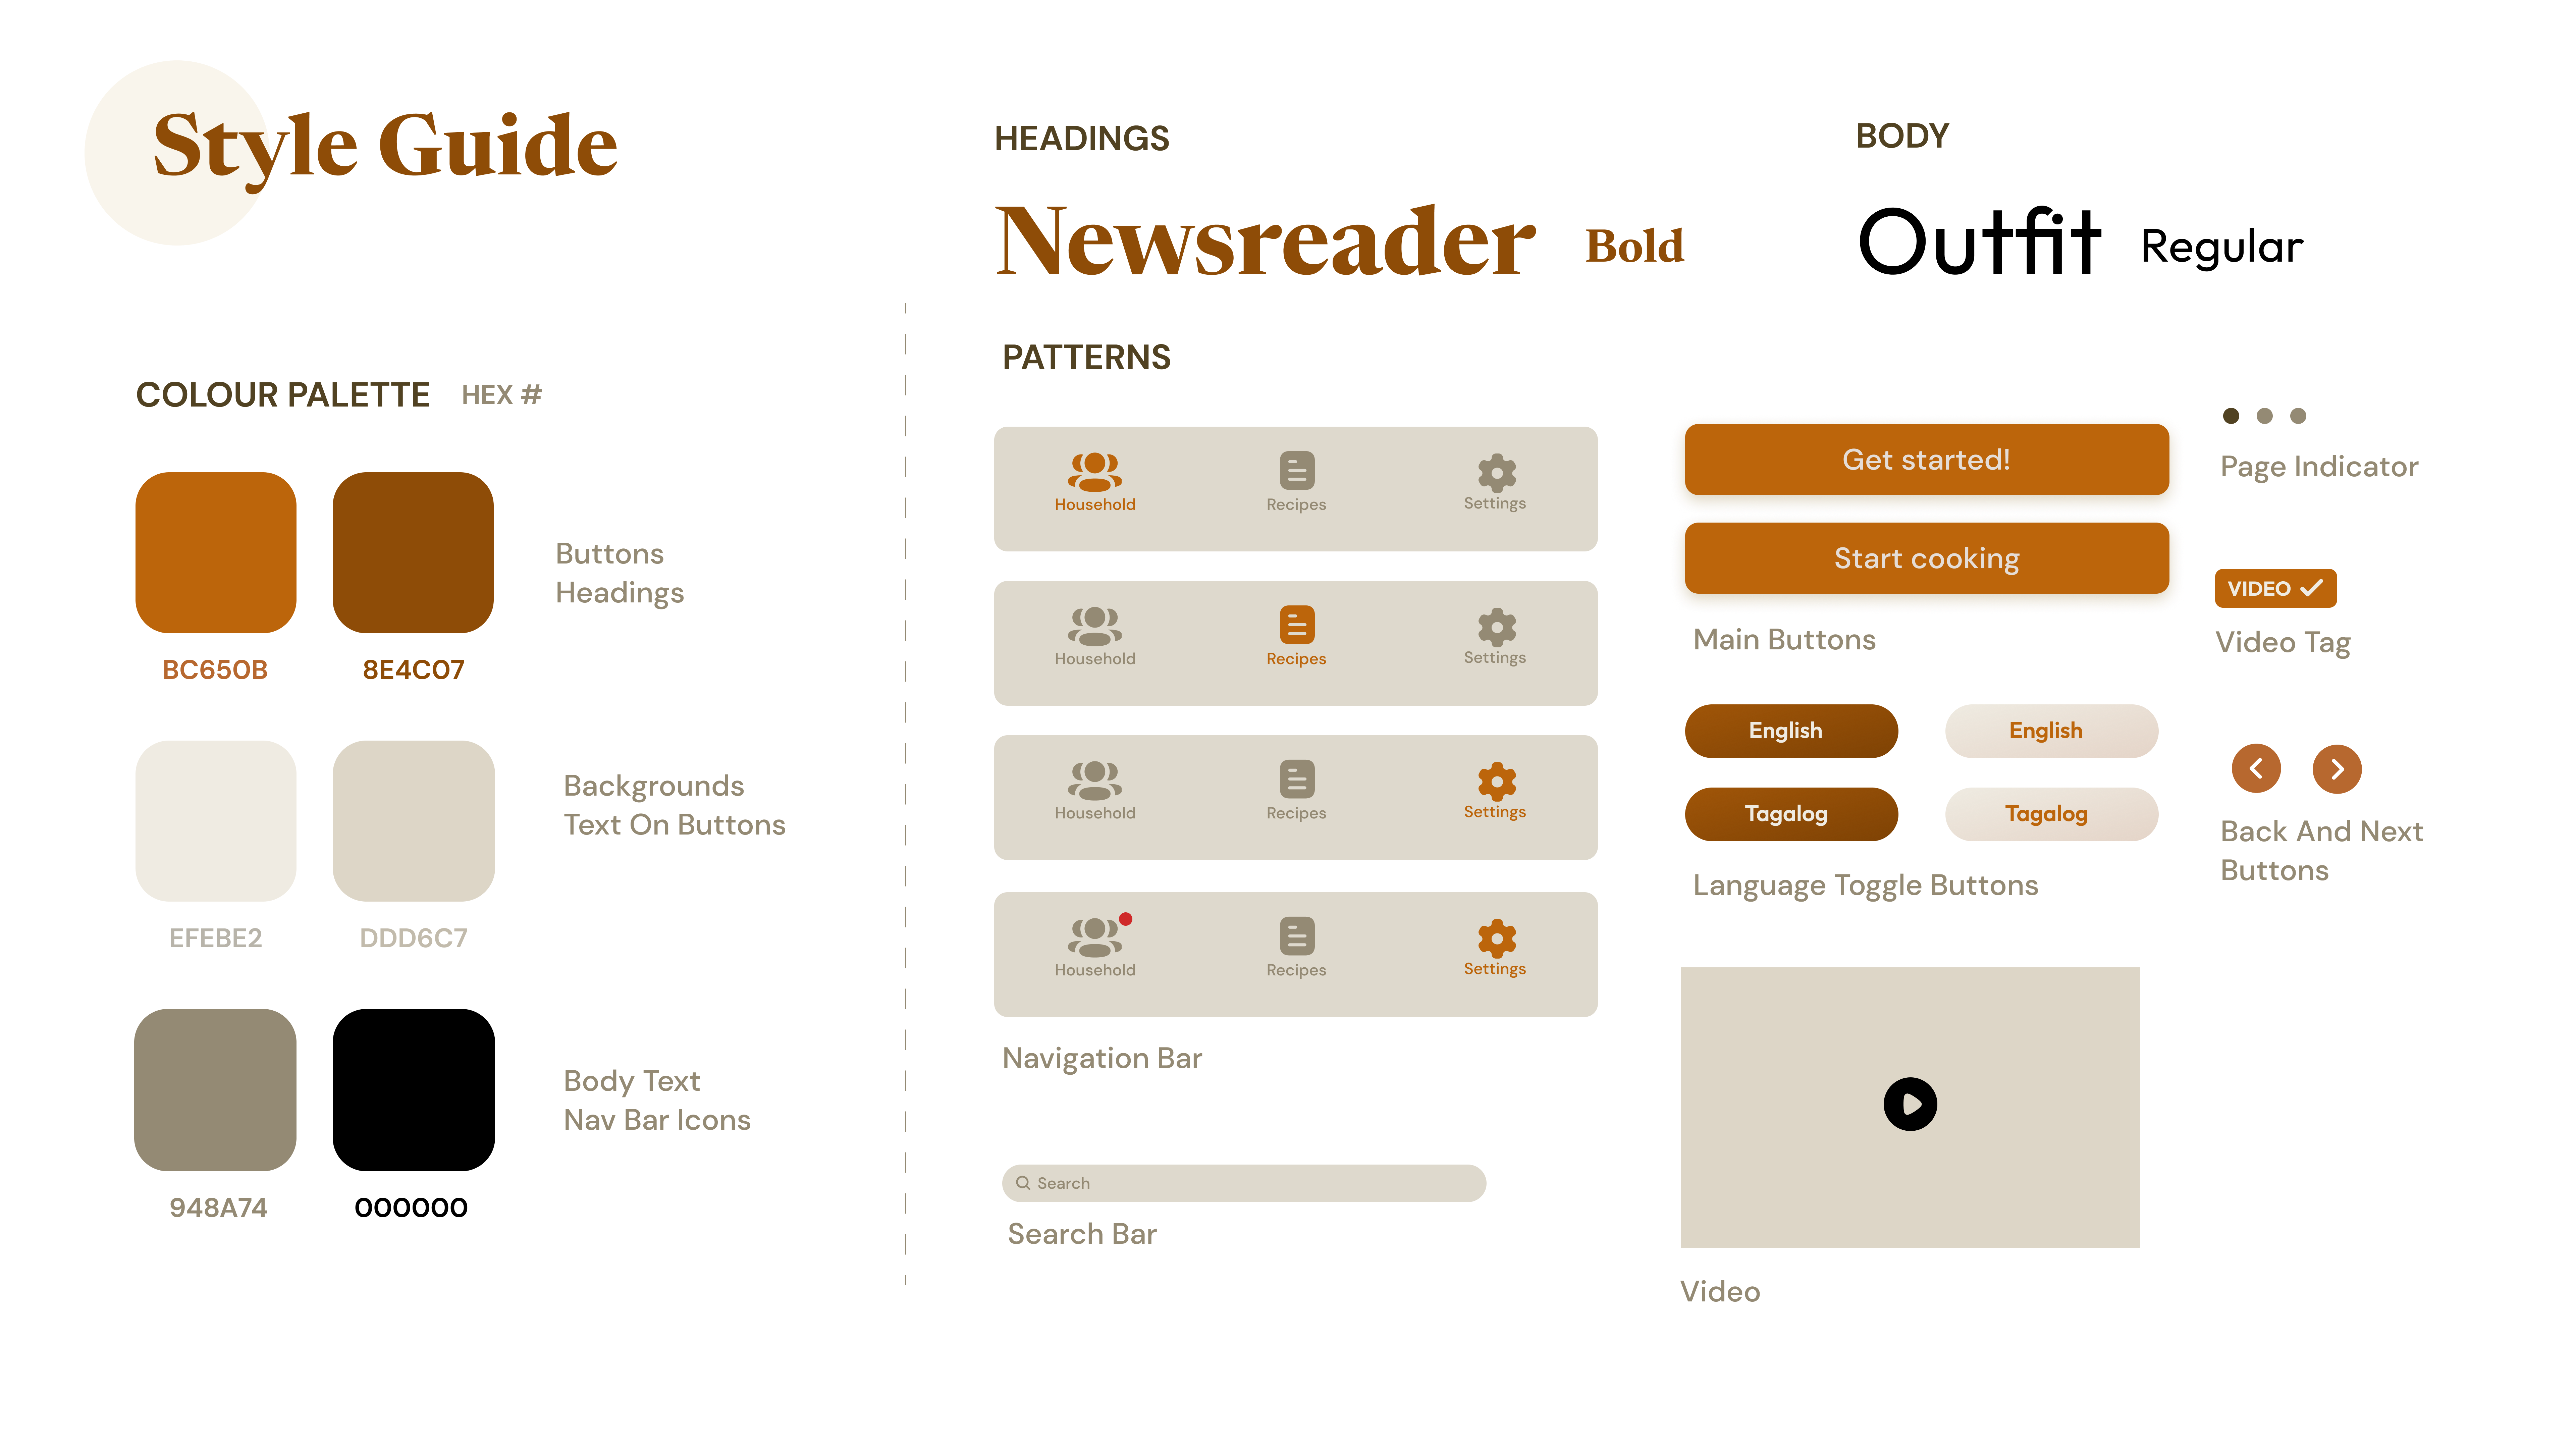 Style Guide
COLOUR PALETTE HEX #
BC650B
8E4C07
Buttons
Headings
EFEBE2
DDD6C7
Backgrounds
Text On Buttons
948A74
000000
Body Text
Nav Bar Icons
HEADINGS
Newsreader Bold
BODY
Outfit Regular
PATTERNS
Household Recipes Settings
Household Recipes Settings
Household Recipes Settings
Household Recipes Settings
Navigation Bar
Search
Search Bar
Get started!
Start cooking
Main Buttons
English English
Tagalog Tagalog
Language Toggle Buttons
Video
Page Indicator
VIDEO
Video Tag
Back And Next
Buttons